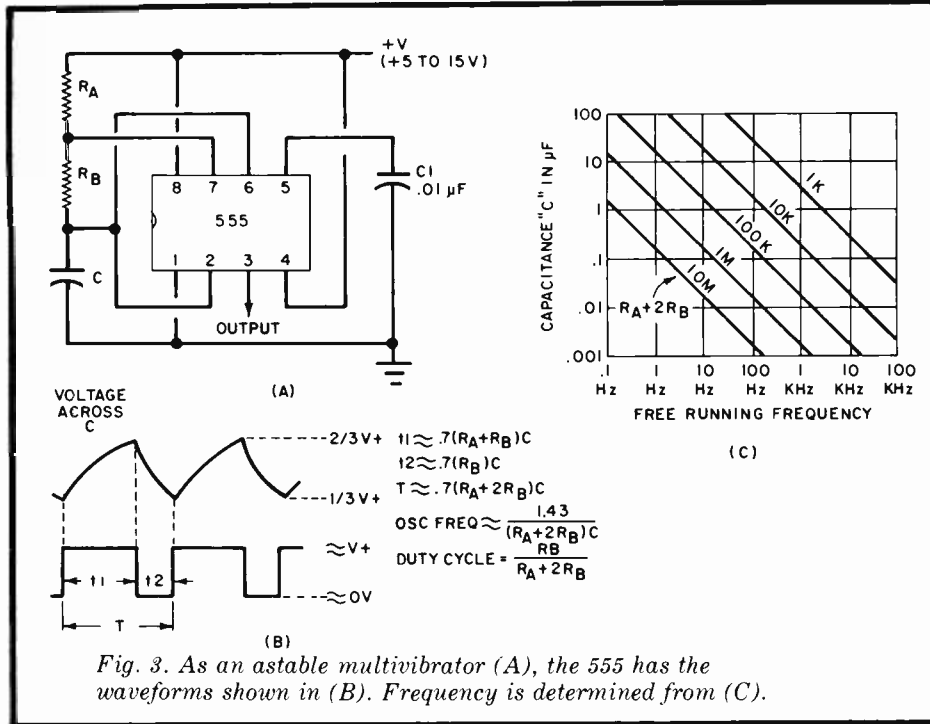 +V
(+5 TO 15V)
RA
RB
C
8 7 6 5
555
1 2 3 4
C1
.01 µF
OUTPUT
(A)
CAPACITANCE "C" IN µF
100
10
1
.1
.01
.001
1K
10K
100K
1M
10M
RA+2RB
.1 Hz 1 Hz 10 Hz 100 Hz 1 KHz 10 KHz 100 KHz
FREE RUNNING FREQUENCY
(C)
VOLTAGE
ACROSS
C
2/3V+
1/3V+
≈V+
≈0V
t1 t2
T
(B)
t1≈.7(RA+RB)C
t2≈.7(RB)C
T≈.7(RA+2RB)C
OSC FREQ≈ 1.43/(RA+2RB)C
DUTY CYCLE = RB/RA+2RB
Fig. 3. As an astable multivibrator (A), the 555 has the
waveforms shown in (B). Frequency is determined from (C).